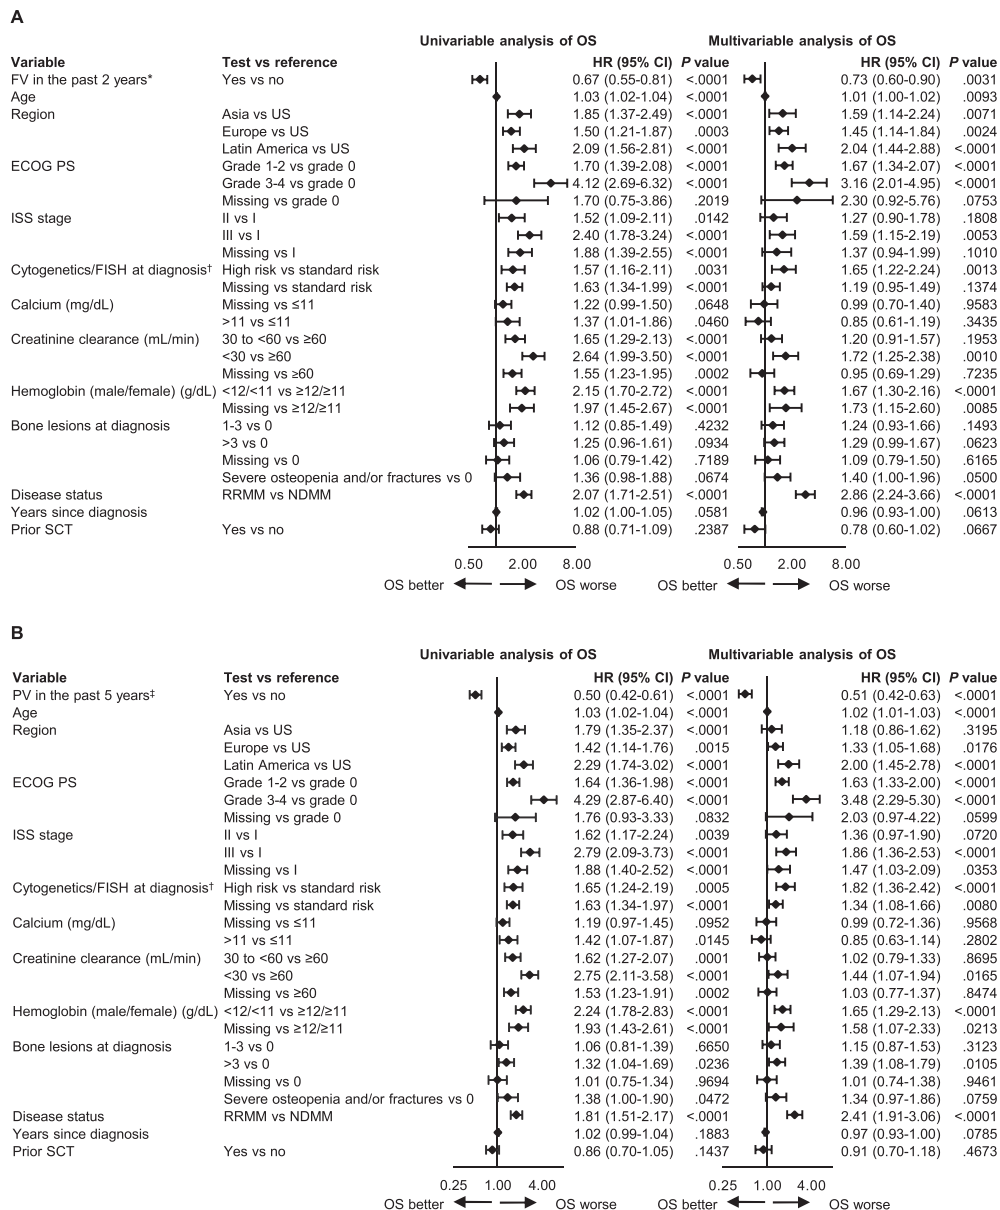 A
Univariable analysis of OS Multivariable analysis of OS
Variable Test vs reference HR (95% CI) P value HR (95% CI) P value
FV in the past 2 years* Yes vs no 0.67 (0.55-0.81) <.0001 0.73 (0.60-0.90) .0031
Age 1.03 (1.02-1.04) <.0001 1.01 (1.00-1.02) .0093
Region Asia vs US 1.85 (1.37-2.49) <.0001 1.59 (1.14-2.24) .0071
Europe vs US 1.50 (1.21-1.87) .0003 1.45 (1.14-1.84) .0024
Latin America vs US 2.09 (1.56-2.81) <.0001 2.04 (1.44-2.88) <.0001
ECOG PS Grade 1-2 vs grade 0 1.70 (1.39-2.08) <.0001 1.67 (1.34-2.07) <.0001
Grade 3-4 vs grade 0 4.12 (2.69-6.32) <.0001 3.16 (2.01-4.95) <.0001
Missing vs grade 0 1.70 (0.75-3.86) .2019 2.30 (0.92-5.76) .0753
ISS stage II vs I 1.52 (1.09-2.11) .0142 1.27 (0.90-1.78) .1808
III vs I 2.40 (1.78-3.24) <.0001 1.59 (1.15-2.19) .0053
Missing vs I 1.88 (1.39-2.55) <.0001 1.37 (0.94-1.99) .1010
Cytogenetics/FISH at diagnosis† High risk vs standard risk 1.57 (1.16-2.11) .0031 1.65 (1.22-2.24) .0013
Missing vs standard risk 1.63 (1.34-1.99) <.0001 1.19 (0.95-1.49) .1374
Calcium (mg/dL) Missing vs ≤11 1.22 (0.99-1.50) .0648 0.99 (0.70-1.40) .9583
>11 vs ≤11 1.37 (1.01-1.86) .0460 0.85 (0.61-1.19) .3435
Creatinine clearance (mL/min) 30 to <60 vs ≥60 1.65 (1.29-2.13) <.0001 1.20 (0.91-1.57) .1953
<30 vs ≥60 2.64 (1.99-3.50) <.0001 1.72 (1.25-2.38) .0010
Missing vs ≥60 1.55 (1.23-1.95) .0002 0.95 (0.69-1.29) .7235
Hemoglobin (male/female) (g/dL) <12/<11 vs ≥12/≥11 2.15 (1.70-2.72) <.0001 1.67 (1.30-2.16) <.0001
Missing vs ≥12/≥11 1.97 (1.45-2.67) <.0001 1.73 (1.15-2.60) .0085
Bone lesions at diagnosis 1-3 vs 0 1.12 (0.85-1.49) .4232 1.24 (0.93-1.66) .1493
>3 vs 0 1.25 (0.96-1.61) .0934 1.29 (0.99-1.67) .0623
Missing vs 0 1.06 (0.79-1.42) .7189 1.09 (0.79-1.50) .6165
Severe osteopenia and/or fractures vs 0 1.36 (0.98-1.88) .0674 1.40 (1.00-1.96) .0500
Disease status RRMM vs NDMM 2.07 (1.71-2.51) <.0001 2.86 (2.24-3.66) <.0001
Years since diagnosis 1.02 (1.00-1.05) .0581 0.96 (0.93-1.00) .0613
Prior SCT Yes vs no 0.88 (0.71-1.09) .2387 0.78 (0.60-1.02) .0667
0.50 2.00 8.00 0.50 2.00 8.00
OS better OS worse OS better OS worse
B
Univariable analysis of OS Multivariable analysis of OS
Variable Test vs reference HR (95% CI) P value HR (95% CI) P value
PV in the past 5 years‡ Yes vs no 0.50 (0.42-0.61) <.0001 0.51 (0.42-0.63) <.0001
Age 1.03 (1.02-1.04) <.0001 1.02 (1.01-1.03) <.0001
Region Asia vs US 1.79 (1.35-2.37) <.0001 1.18 (0.86-1.62) .3195
Europe vs US 1.42 (1.14-1.76) .0015 1.33 (1.05-1.68) .0176
Latin America vs US 2.29 (1.74-3.02) <.0001 2.00 (1.45-2.78) <.0001
ECOG PS Grade 1-2 vs grade 0 1.64 (1.36-1.98) <.0001 1.63 (1.33-2.00) <.0001
Grade 3-4 vs grade 0 4.29 (2.87-6.40) <.0001 3.48 (2.29-5.30) <.0001
Missing vs grade 0 1.76 (0.93-3.33) .0832 2.03 (0.97-4.22) .0599
ISS stage II vs I 1.62 (1.17-2.24) .0039 1.36 (0.97-1.90) .0720
III vs I 2.79 (2.09-3.73) <.0001 1.86 (1.36-2.53) <.0001
Missing vs I 1.88 (1.40-2.52) <.0001 1.47 (1.03-2.09) .0353
Cytogenetics/FISH at diagnosis† High risk vs standard risk 1.65 (1.24-2.19) .0005 1.82 (1.36-2.42) <.0001
Missing vs standard risk 1.63 (1.34-1.97) <.0001 1.34 (1.08-1.66) .0080
Calcium (mg/dL) Missing vs ≤11 1.19 (0.97-1.45) .0952 0.99 (0.72-1.36) .9568
>11 vs ≤11 1.42 (1.07-1.87) .0145 0.85 (0.63-1.14) .2802
Creatinine clearance (mL/min) 30 to <60 vs ≥60 1.62 (1.27-2.07) .0001 1.02 (0.79-1.33) .8695
<30 vs ≥60 2.75 (2.11-3.58) <.0001 1.44 (1.07-1.94) .0165
Missing vs ≥60 1.53 (1.23-1.91) .0002 1.03 (0.77-1.37) .8474
Hemoglobin (male/female) (g/dL) <12/<11 vs ≥12/≥11 2.24 (1.78-2.83) <.0001 1.65 (1.29-2.13) <.0001
Missing vs ≥12/≥11 1.93 (1.43-2.61) <.0001 1.58 (1.07-2.33) .0213
Bone lesions at diagnosis 1-3 vs 0 1.06 (0.81-1.39) .6650 1.15 (0.87-1.53) .3123
>3 vs 0 1.32 (1.04-1.69) .0236 1.39 (1.08-1.79) .0105
Missing vs 0 1.01 (0.75-1.34) .9694 1.01 (0.74-1.38) .9461
Severe osteopenia and/or fractures vs 0 1.38 (1.00-1.90) .0472 1.34 (0.97-1.86) .0759
Disease status RRMM vs NDMM 1.81 (1.51-2.17) <.0001 2.41 (1.91-3.06) <.0001
Years since diagnosis 1.02 (0.99-1.04) .1883 0.97 (0.93-1.00) .0785
Prior SCT Yes vs no 0.86 (0.70-1.05) .1437 0.91 (0.70-1.18) .4673
0.25 1.00 4.00 0.25 1.00 4.00
OS better OS worse OS better OS worse